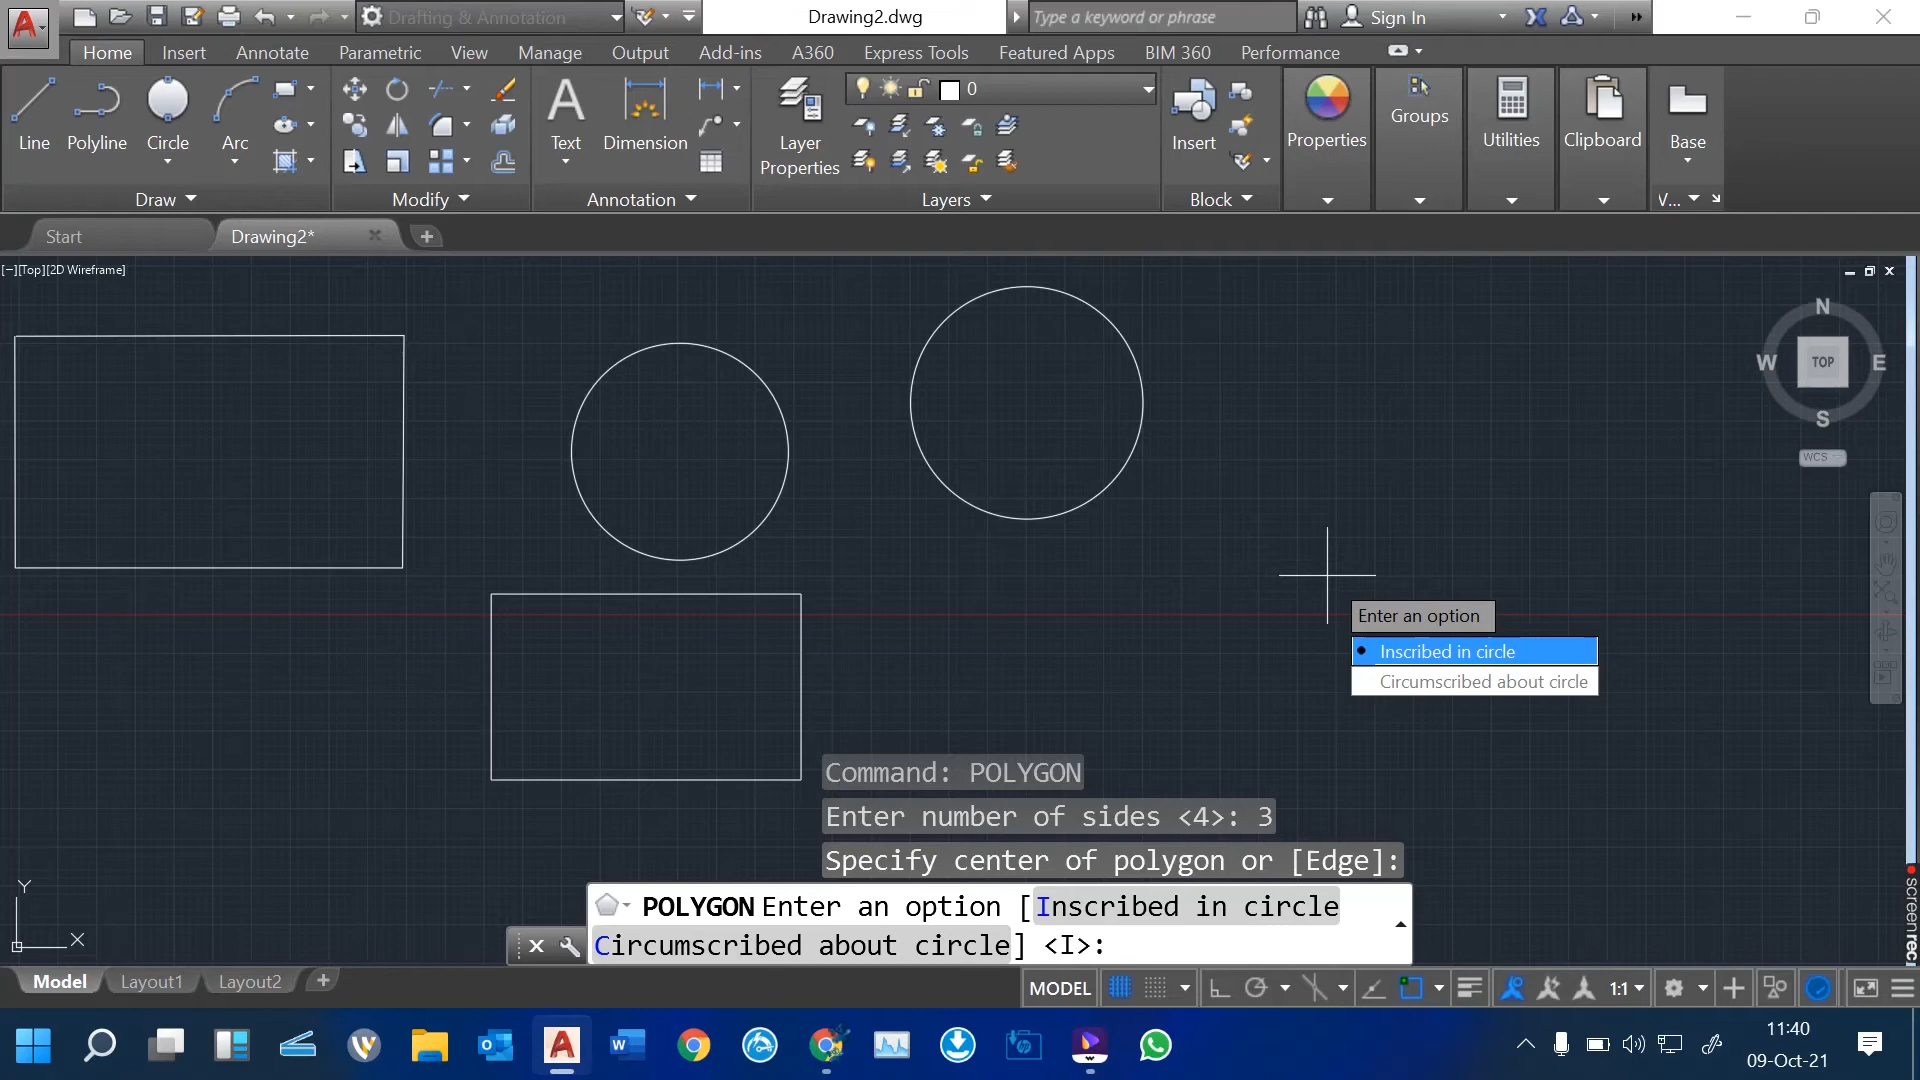 Drafting & Annotation
Drawing2.dwg
Type a keyword or phrase
Sign In
Home Insert Annotate Parametric View Manage Output Add-ins A360 Express Tools Featured Apps BIM 360 Performance
0
Line Polyline Circle Arc
Text Dimension
Layer Properties
Insert
Properties
Groups
Utilities
Clipboard
Base
Draw Modify Annotation Layers Block V...
Start Drawing2*
[−][Top][2D Wireframe]
N
W TOP E
S
WCS
Enter an option
Inscribed in circle
Circumscribed about circle
Command: POLYGON
Enter number of sides <4>: 3
Specify center of polygon or [Edge]:
POLYGON Enter an option [Inscribed in circle
Circumscribed about circle] <I>:
Y
X
Model Layout1 Layout2
MODEL 1:1
11:40
09-Oct-21